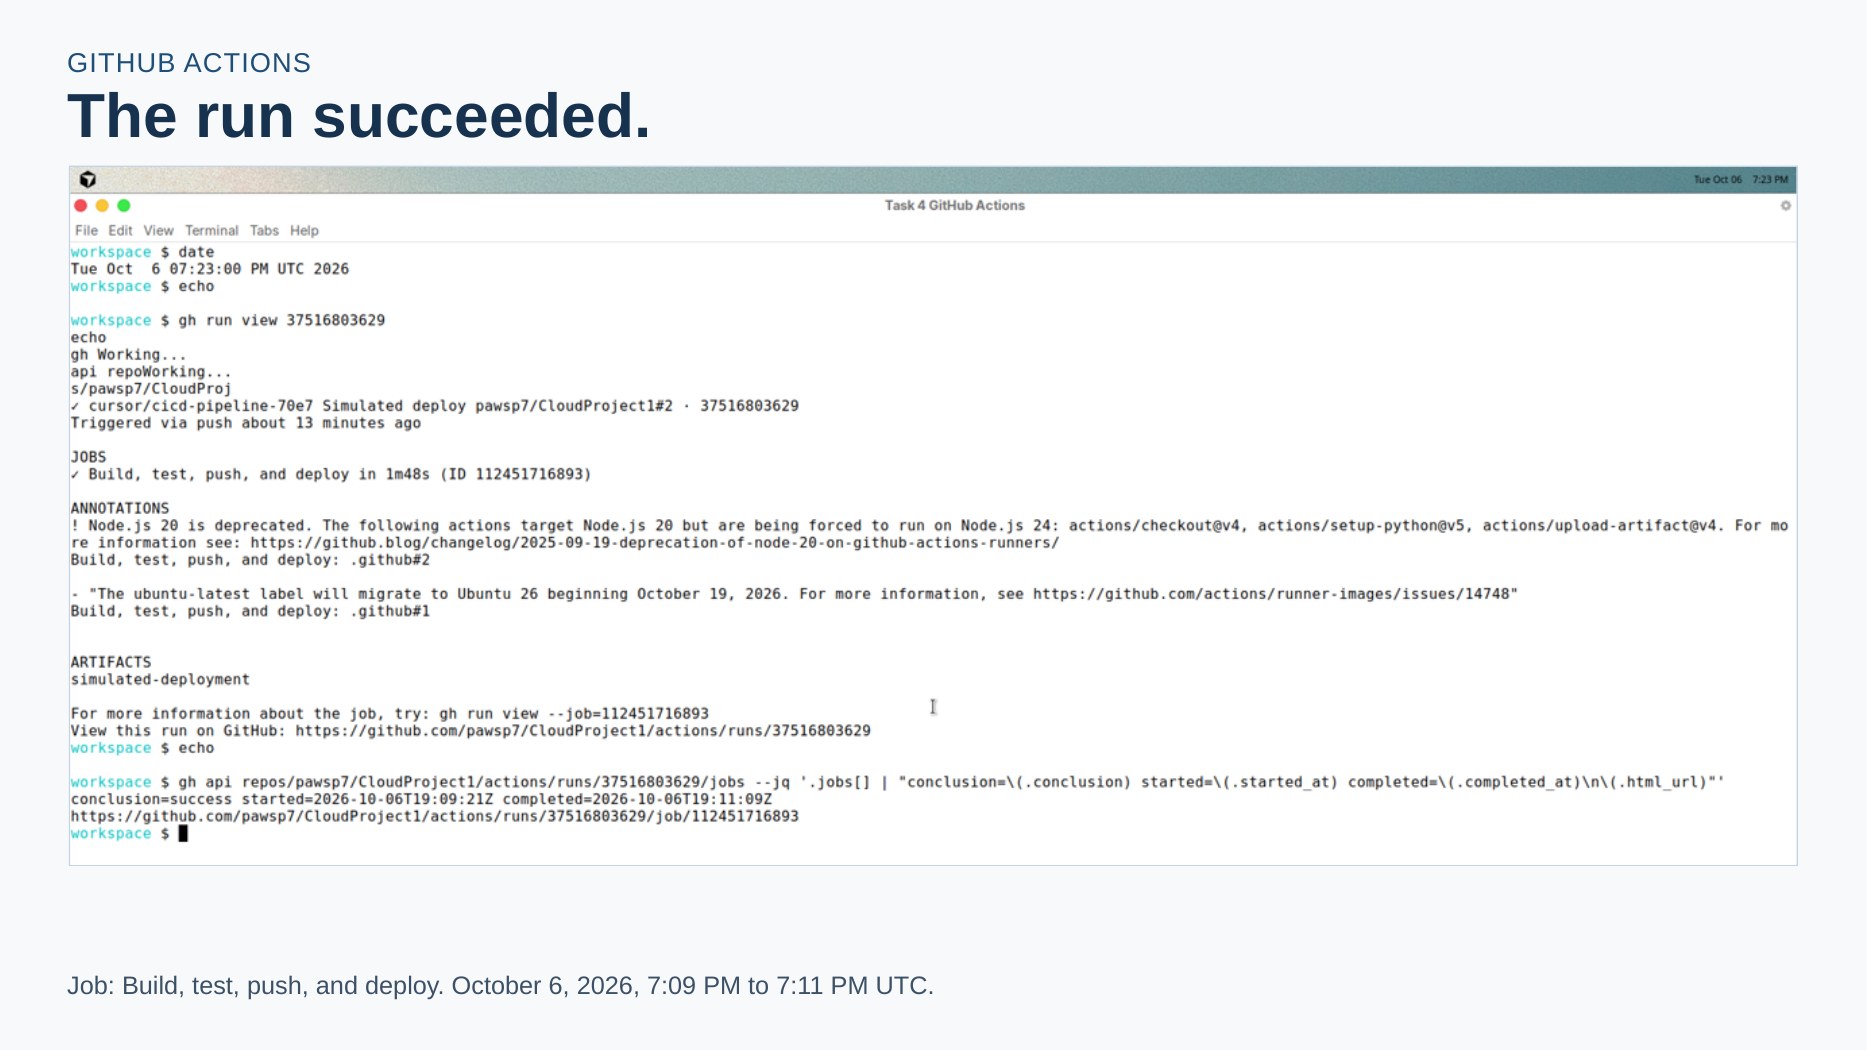 GITHUB ACTIONS
The run succeeded.
Tue Oct 06 7:23 PM
Task 4 GitHub Actions
File Edit View Terminal Tabs Help
workspace $ date
Tue Oct  6 07:23:00 PM UTC 2026
workspace $ echo
workspace $ gh run view 37516803629
echo
gh Working...
api repoWorking...
s/pawsp7/CloudProj
✓ cursor/cicd-pipeline-70e7 Simulated deploy pawsp7/CloudProject1#2 · 37516803629
Triggered via push about 13 minutes ago
JOBS
✓ Build, test, push, and deploy in 1m48s (ID 112451716893)
ANNOTATIONS
! Node.js 20 is deprecated. The following actions target Node.js 20 but are being forced to run on Node.js 24: actions/checkout@v4, actions/setup-python@v5, actions/upload-artifact@v4. For mo
re information see: https://github.blog/changelog/2025-09-19-deprecation-of-node-20-on-github-actions-runners/
Build, test, push, and deploy: .github#2
- "The ubuntu-latest label will migrate to Ubuntu 26 beginning October 19, 2026. For more information, see https://github.com/actions/runner-images/issues/14748"
Build, test, push, and deploy: .github#1
ARTIFACTS
simulated-deployment
For more information about the job, try: gh run view --job=112451716893
View this run on GitHub: https://github.com/pawsp7/CloudProject1/actions/runs/37516803629
workspace $ echo
workspace $ gh api repos/pawsp7/CloudProject1/actions/runs/37516803629/jobs --jq '.jobs[] | "conclusion=\(.conclusion) started=\(.started_at) completed=\(.completed_at)\n\(.html_url)"'
conclusion=success started=2026-10-06T19:09:21Z completed=2026-10-06T19:11:09Z
https://github.com/pawsp7/CloudProject1/actions/runs/37516803629/job/112451716893
workspace $
Job: Build, test, push, and deploy. October 6, 2026, 7:09 PM to 7:11 PM UTC.